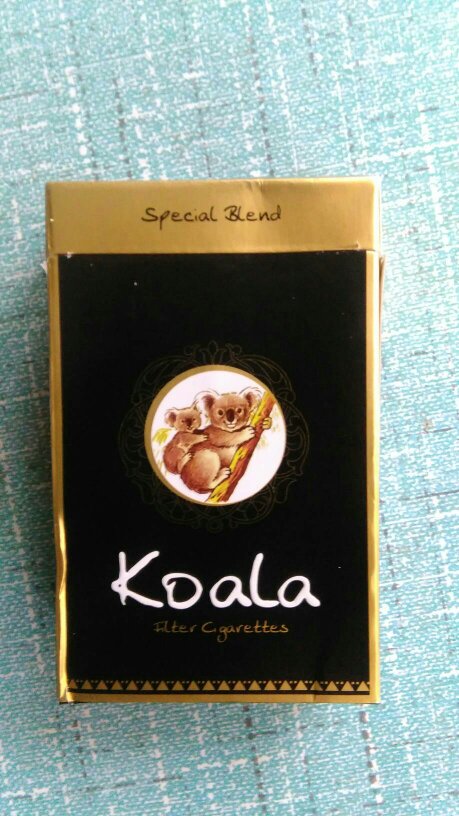 Special Blend
Koala
Filter Cigarettes